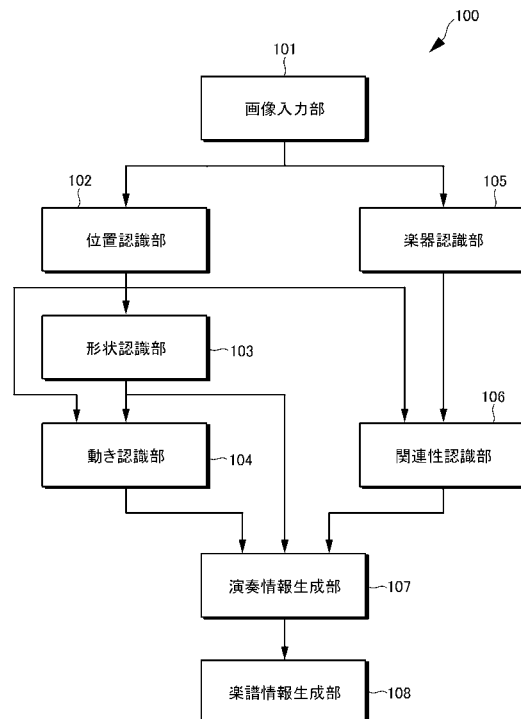 100
101
画像入力部
102
位置認識部
105
楽器認識部
形状認識部
103
106
動き認識部
104
関連性認識部
演奏情報生成部
107
楽譜情報生成部
108